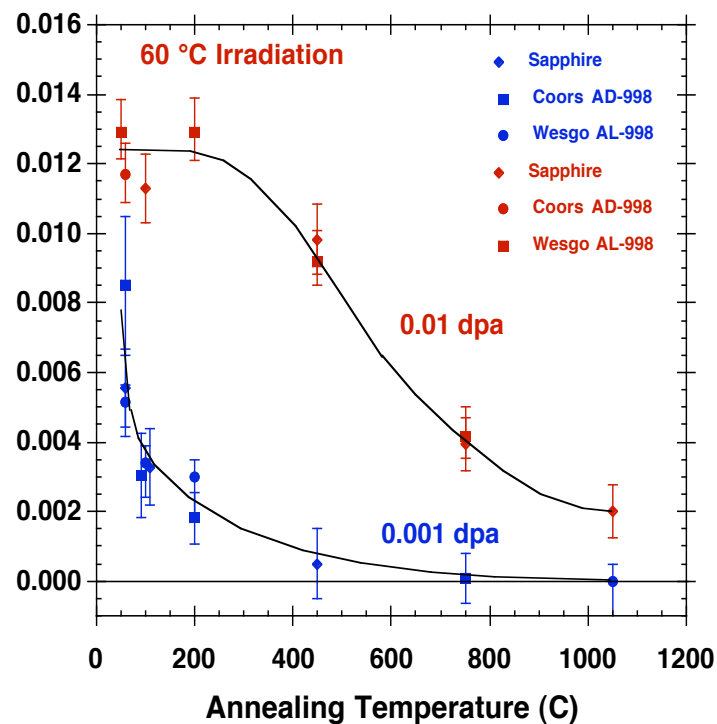 0.016
0.014
0.012
0.010
0.008
0.006
0.004
0.002
0.000
60 °C Irradiation
Sapphire
Coors AD-998
Wesgo AL-998
Sapphire
Coors AD-998
Wesgo AL-998
0.01 dpa
0.001 dpa
0 200 400 600 800 1000 1200
Annealing Temperature (C)